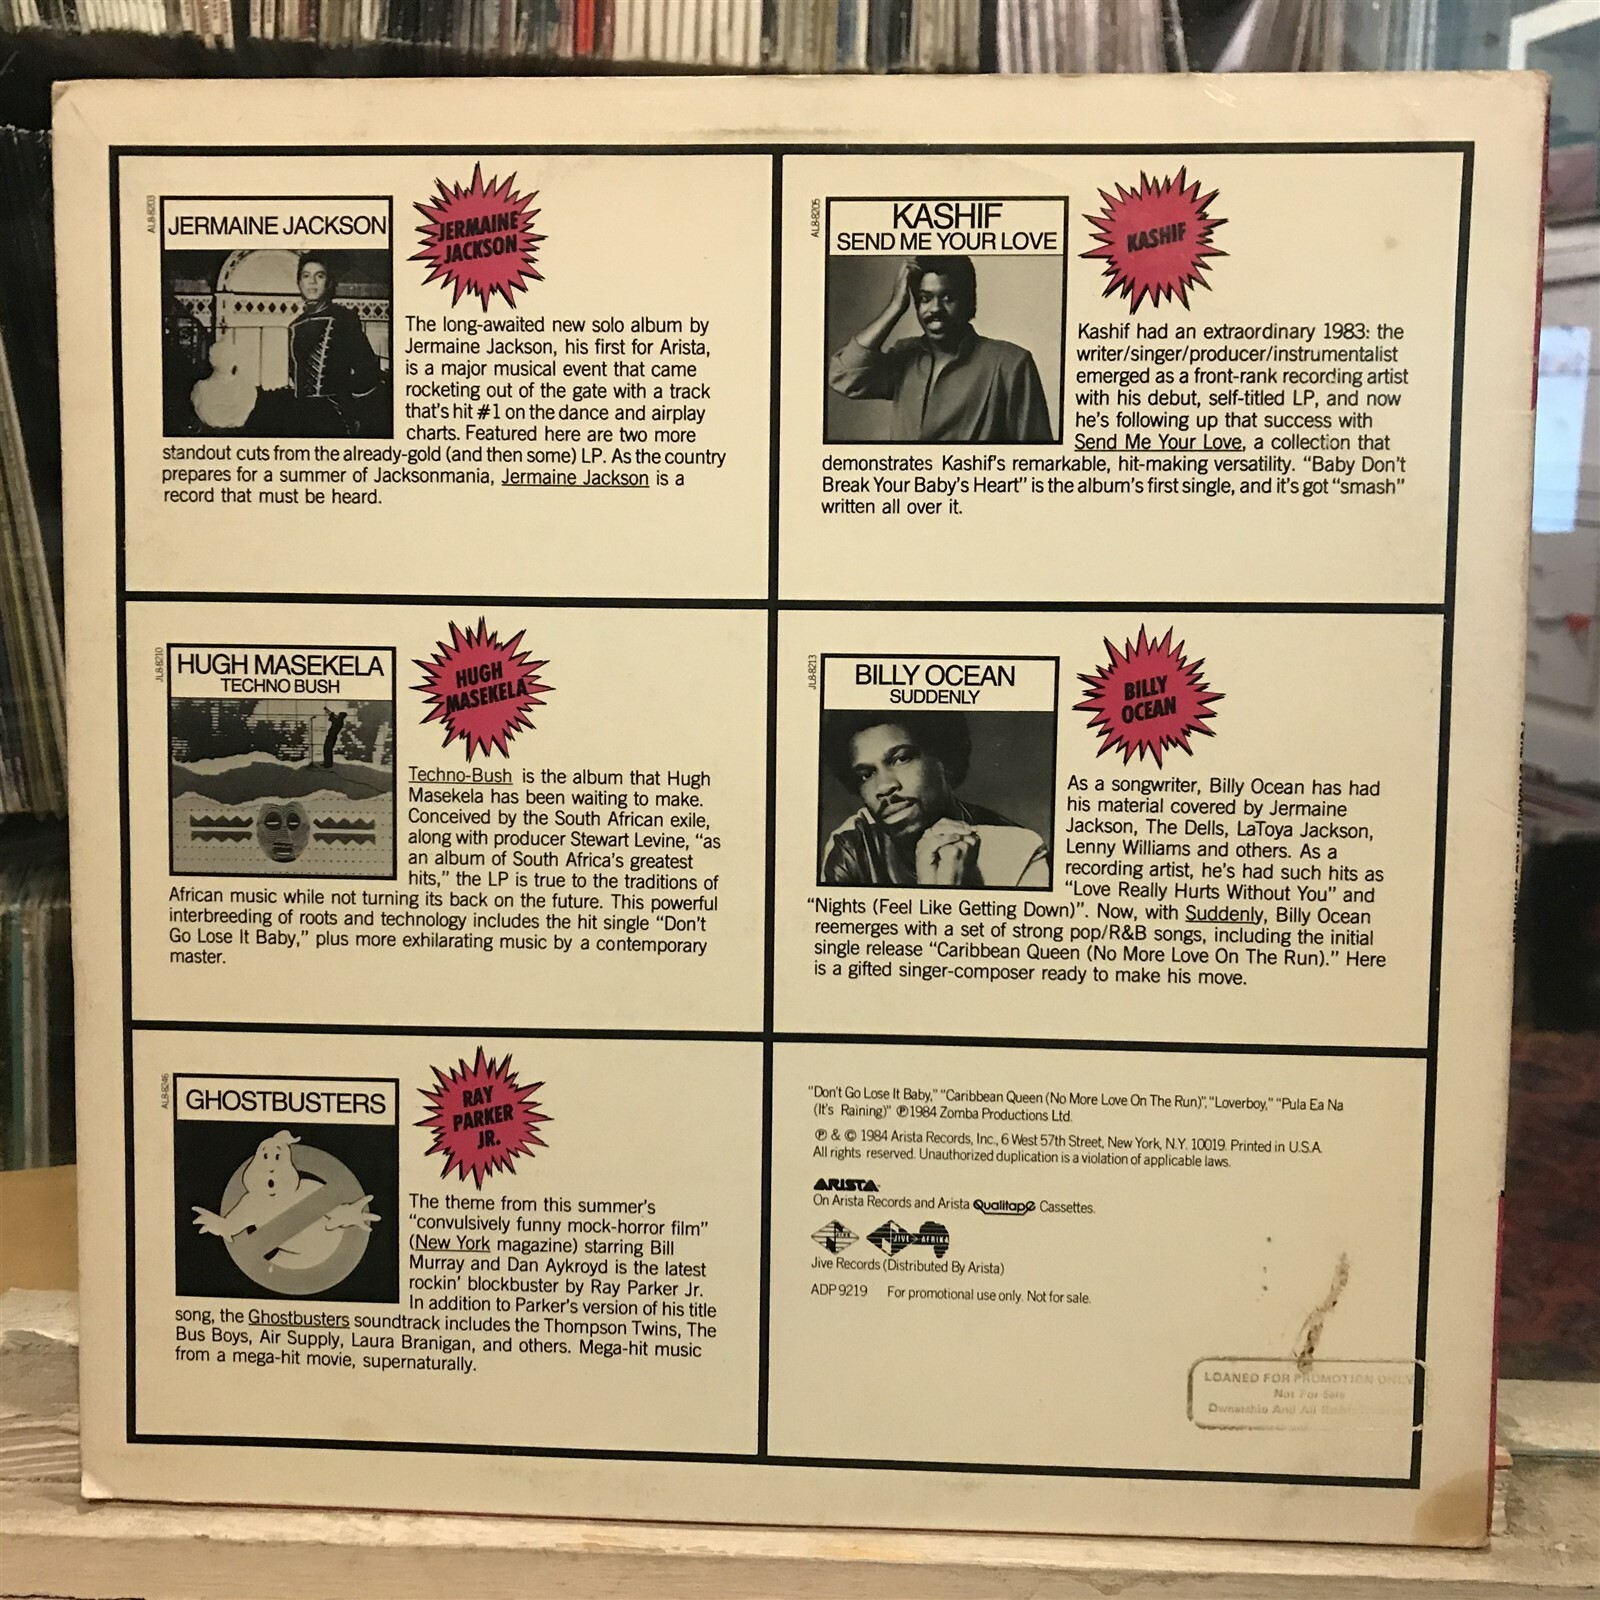 AL8-8203
JERMAINE JACKSON
JERMAINE
JACKSON
The long-awaited new solo album by
Jermaine Jackson, his first for Arista,
is a major musical event that came
rocketing out of the gate with a track
that's hit #1 on the dance and airplay
charts. Featured here are two more
standout cuts from the already-gold (and then some) LP. As the country
prepares for a summer of Jacksonmania, Jermaine Jackson is a
record that must be heard.
AL8-8205
KASHIF
SEND ME YOUR LOVE
KASHIF
Kashif had an extraordinary 1983: the
writer/singer/producer/instrumentalist
emerged as a front-rank recording artist
with his debut, self-titled LP, and now
he's following up that success with
Send Me Your Love, a collection that
demonstrates Kashif's remarkable, hit-making versatility. "Baby Don't
Break Your Baby's Heart" is the album's first single, and it's got "smash"
written all over it.
JL8-8210
HUGH MASEKELA
TECHNO BUSH
HUGH
MASEKELA
Techno-Bush is the album that Hugh
Masekela has been waiting to make.
Conceived by the South African exile,
along with producer Stewart Levine, "as
an album of South Africa's greatest
hits," the LP is true to the traditions of
African music while not turning its back on the future. This powerful
interbreeding of roots and technology includes the hit single "Don't
Go Lose It Baby," plus more exhilarating music by a contemporary
master.
JL8-8213
BILLY OCEAN
SUDDENLY
BILLY
OCEAN
As a songwriter, Billy Ocean has had
his material covered by Jermaine
Jackson, The Dells, LaToya Jackson,
Lenny Williams and others. As a
recording artist, he's had such hits as
"Love Really Hurts Without You" and
"Nights (Feel Like Getting Down)". Now, with Suddenly, Billy Ocean
reemerges with a set of strong pop/R&B songs, including the initial
single release "Caribbean Queen (No More Love On The Run)." Here
is a gifted singer-composer ready to make his move.
AL8-8246
GHOSTBUSTERS
RAY
PARKER
JR.
The theme from this summer's
"convulsively funny mock-horror film"
(New York magazine) starring Bill
Murray and Dan Aykroyd is the latest
rockin' blockbuster by Ray Parker Jr.
In addition to Parker's version of his title
song, the Ghostbusters soundtrack includes the Thompson Twins, The
Bus Boys, Air Supply, Laura Branigan, and others. Mega-hit music
from a mega-hit movie, supernaturally.
"Don't Go Lose It Baby," "Caribbean Queen (No More Love On The Run)", "Loverboy," "Pula Ea Na
(It's Raining)" ℗1984 Zomba Productions Ltd.
℗ & © 1984 Arista Records, Inc., 6 West 57th Street, New York, N.Y. 10019. Printed in U.S.A.
All rights reserved. Unauthorized duplication is a violation of applicable laws.
ARISTA
On Arista Records and Arista Qualitape Cassettes.
JIVE JIVE AFRIKA
Jive Records (Distributed By Arista)
ADP 9219 For promotional use only. Not for sale.
LOANED FOR PROMOTION ONLY
Not For Sale
Ownership And All